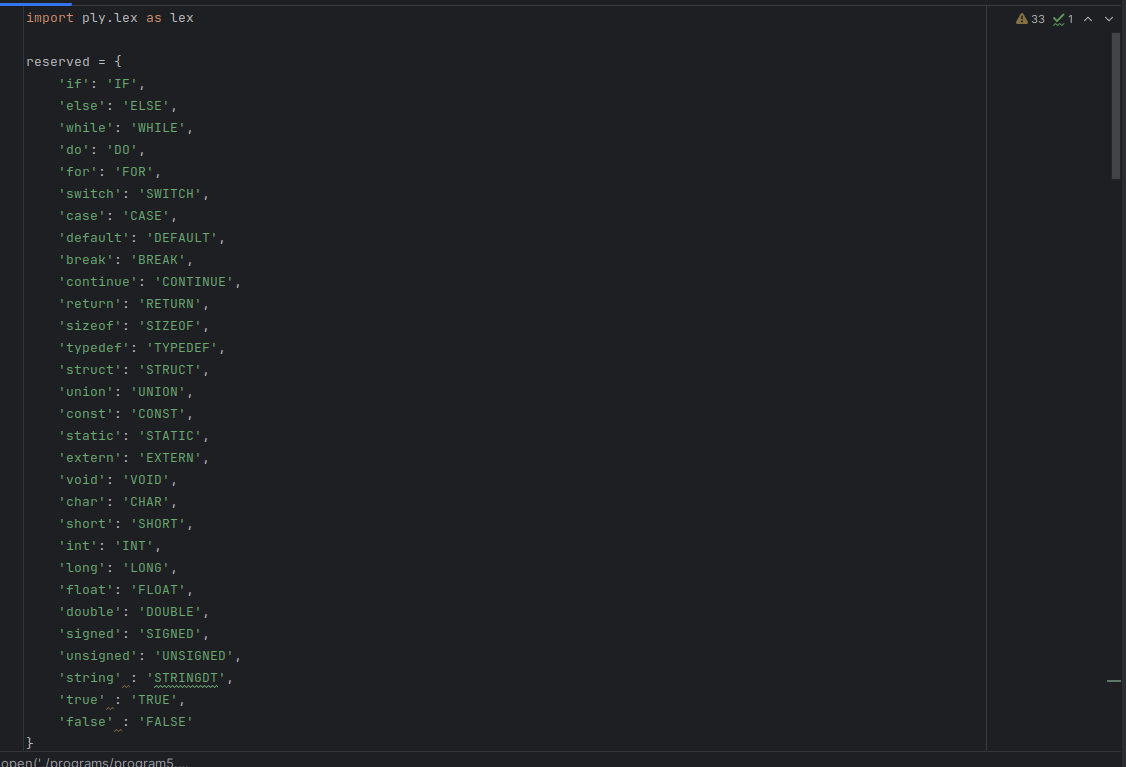 import ply.lex as lex
33 1
reserved = {
'if': 'IF',
'else': 'ELSE',
'while': 'WHILE',
'do': 'DO',
'for': 'FOR',
'switch': 'SWITCH',
'case': 'CASE',
'default': 'DEFAULT',
'break': 'BREAK',
'continue': 'CONTINUE',
'return': 'RETURN',
'sizeof': 'SIZEOF',
'typedef': 'TYPEDEF',
'struct': 'STRUCT',
'union': 'UNION',
'const': 'CONST',
'static': 'STATIC',
'extern': 'EXTERN',
'void': 'VOID',
'char': 'CHAR',
'short': 'SHORT',
'int': 'INT',
'long': 'LONG',
'float': 'FLOAT',
'double': 'DOUBLE',
'signed': 'SIGNED',
'unsigned': 'UNSIGNED',
'string' : 'STRINGDT',
'true' : 'TRUE',
'false' : 'FALSE'
}
open('./programs/program5....